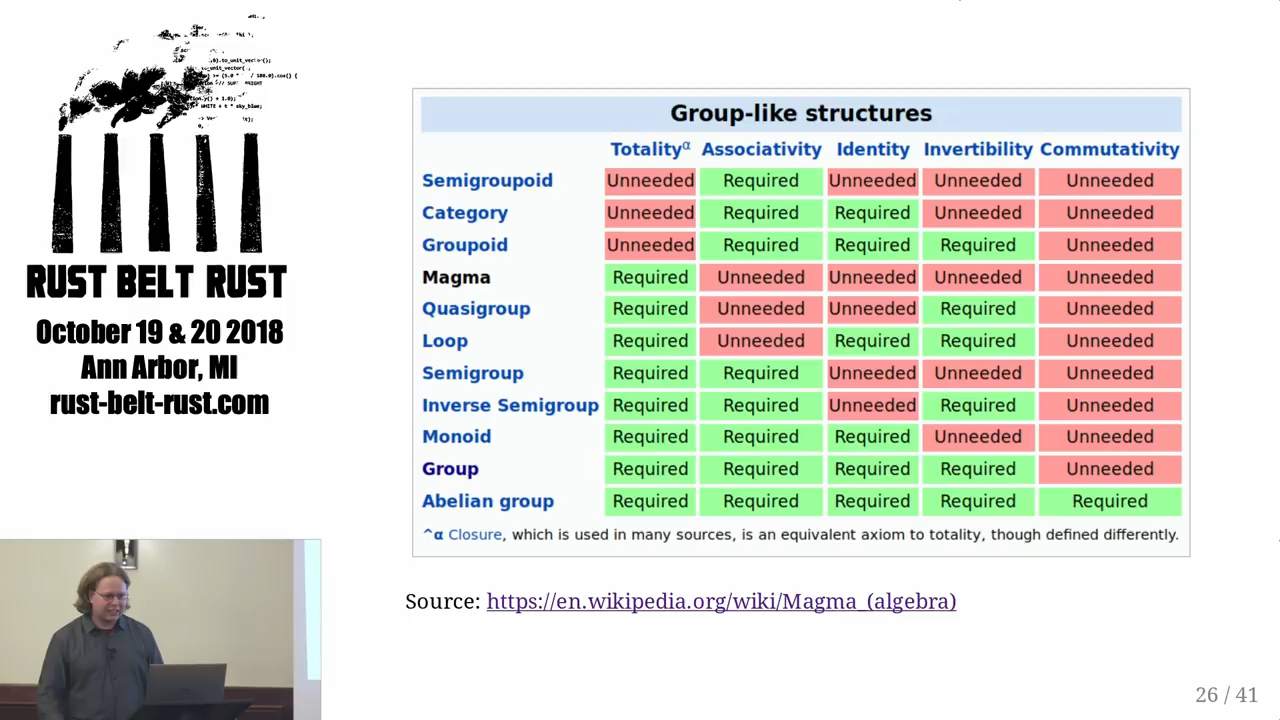 .to_unit_vector();
unit_vector(
WHITE + t * sky_blue;
RUST BELT RUST
October 19 & 20 2018
Ann Arbor, MI
rust-belt-rust.com
Group-like structures
Totalityα Associativity Identity Invertibility Commutativity
Semigroupoid Unneeded Required Unneeded Unneeded Unneeded
Category Unneeded Required Required Unneeded Unneeded
Groupoid Unneeded Required Required Required Unneeded
Magma Required Unneeded Unneeded Unneeded Unneeded
Quasigroup Required Unneeded Unneeded Required Unneeded
Loop Required Unneeded Required Required Unneeded
Semigroup Required Required Unneeded Unneeded Unneeded
Inverse Semigroup Required Required Unneeded Required Unneeded
Monoid Required Required Required Unneeded Unneeded
Group Required Required Required Required Unneeded
Abelian group Required Required Required Required Required
^α Closure, which is used in many sources, is an equivalent axiom to totality, though defined differently.
Source: https://en.wikipedia.org/wiki/Magma_(algebra)
26 / 41